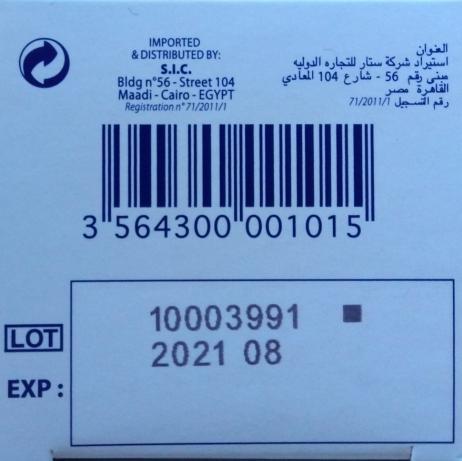 IMPORTED
& DISTRIBUTED BY:
S.I.C.
Bldg n°56 - Street 104
Maadi - Cairo - EGYPT
Registration n° 71/2011/1
العنوان
استيراد شركة ستار للتجاره الدوليه
مبنى رقم 56 - شارع 104 المعادي
القاهرة مصر
رقم التسجيل 71/2011/1
3 564300 001015
LOT
10003991
2021 08
EXP :